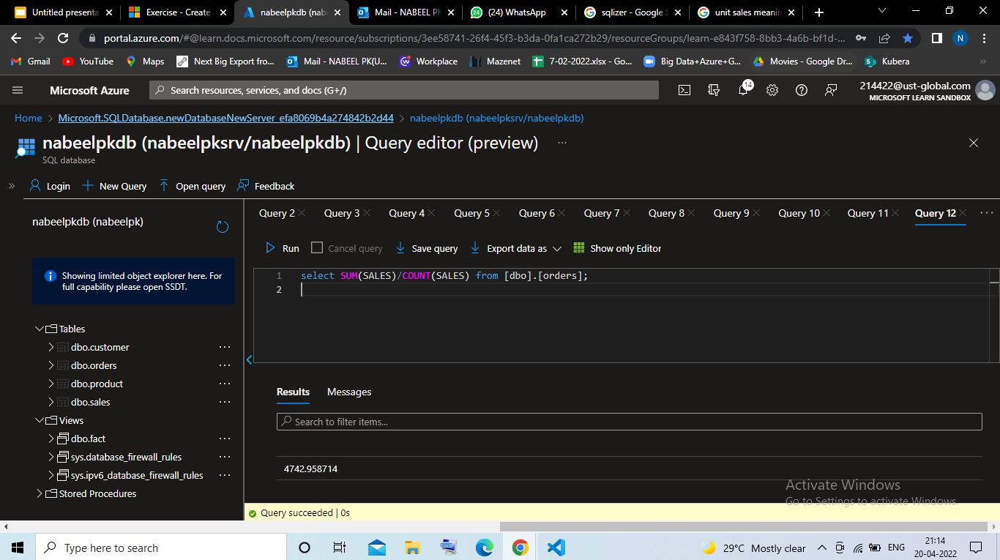 Untitled presenta
Exercise - Create
nabeelpkdb (nab
Mail - NABEEL P
(24) WhatsApp
sqlizer - Google S
unit sales meanin
portal.azure.com/#@learn.docs.microsoft.com/resource/subscriptions/3ee58741-26f4-45f3-b3da-0fa1ca272b29/resourceGroups/learn-e843f758-8bb3-4a6b-bf1d-...
N
Gmail
YouTube
Maps
Next Big Export fro...
Mail - NABEEL PK(U...
Workplace
Mazenet
7-02-2022.xlsx - Go...
Big Data+Azure+G...
Movies - Google Dr...
Kubera
Microsoft Azure
Search resources, services, and docs (G+/)
14
214422@ust-global.com
MICROSOFT LEARN SANDBOX
Home > Microsoft.SQLDatabase.newDatabaseNewServer_efa8069b4a274842b2d44 > nabeelpkdb (nabeelpksrv/nabeelpkdb)
nabeelpkdb (nabeelpksrv/nabeelpkdb) | Query editor (preview) ...
SQL database
Login
New Query
Open query
Feedback
nabeelpkdb (nabeelpk)
Showing limited object explorer here. For
full capability please open SSDT.
Tables
dbo.customer
dbo.orders
dbo.product
dbo.sales
Views
dbo.fact
sys.database_firewall_rules
sys.ipv6_database_firewall_rules
Stored Procedures
Query 2
Query 3
Query 4
Query 5
Query 6
Query 7
Query 8
Query 9
Query 10
Query 11
Query 12
Run
Cancel query
Save query
Export data as
Show only Editor
1 select SUM(SALES)/COUNT(SALES) from [dbo].[orders];
2
Results
Messages
Search to filter items...
4742.958714
Activate Windows
Go to Settings to activate Windows.
Query succeeded | 0s
Type here to search
29°C Mostly clear
ENG
21:14
20-04-2022